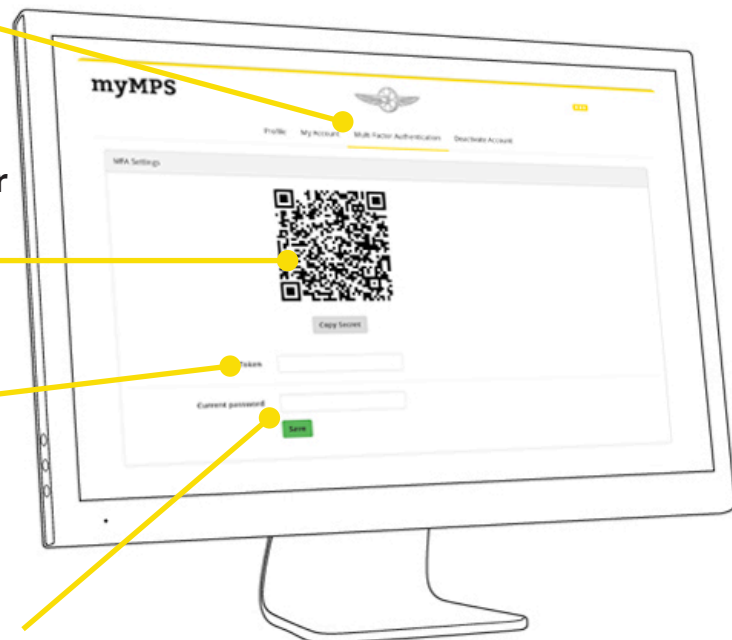 myMPS
Profile My Account Multi Factor Authentication Deactivate Account
MFA Settings
r
Copy Secret
Token
Current password
Save